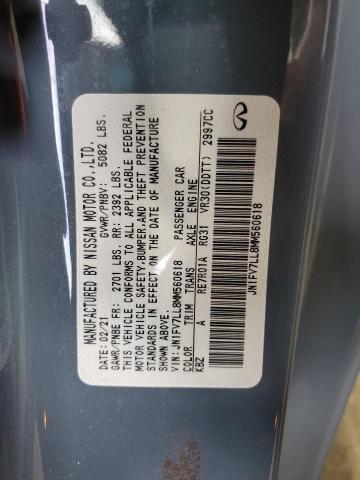 MANUFACTURED BY NISSAN MOTOR CO.,LTD.
DATE: 02/21 GVWR/PNBV: 5082 LBS.
GAWR/PNBE FR: 2701 LBS. RR: 2392 LBS.
THIS VEHICLE CONFORMS TO ALL APPLICABLE FEDERAL
MOTOR VEHICLE SAFETY,BUMPER,AND THEFT PREVENTION
STANDARDS IN EFFECT ON THE DATE OF MANUFACTURE
SHOWN ABOVE.
VIN: JN1FV7LL8MM560618 PASSENGER CAR
COLOR TRIM TRANS AXLE ENGINE
KBZ A RE7R01A RG31 VR30(DDTT) 2997CC
JN1FV7LL8MM560618